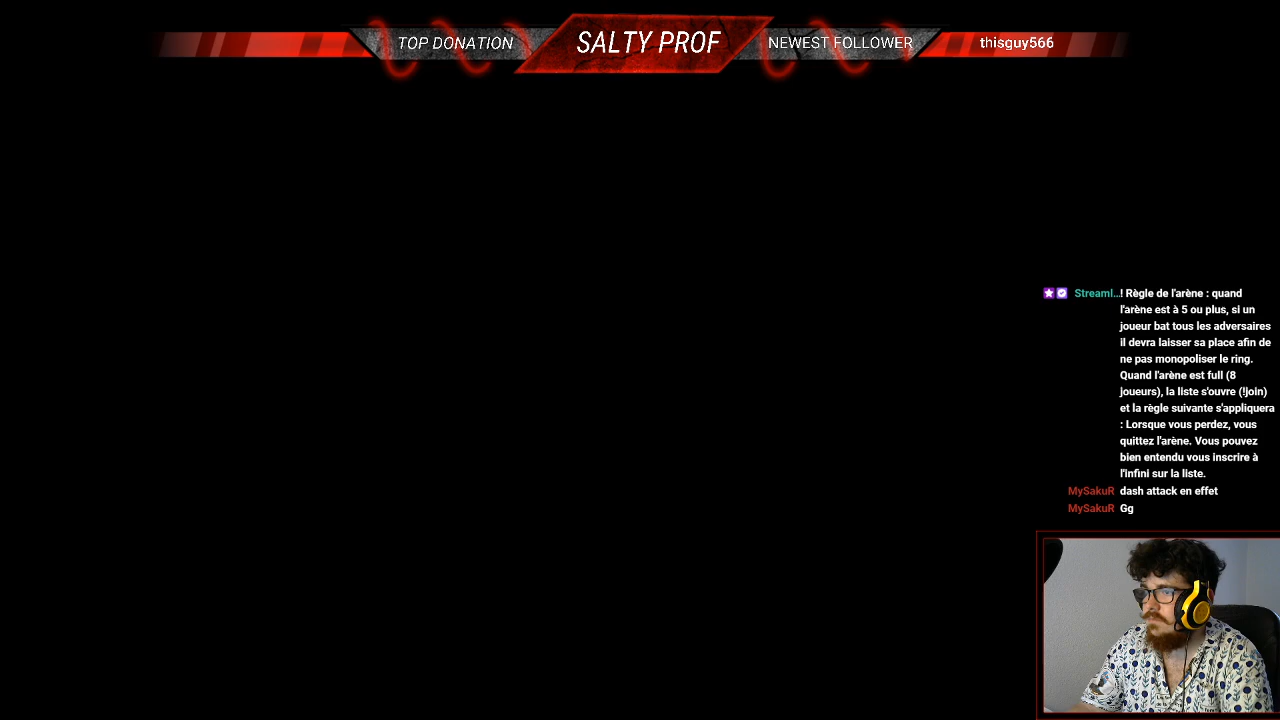 TOP DONATION
SALTY PROF
NEWEST FOLLOWER
thisguy566
Streaml...! Règle de l'arène : quand
l'arène est à 5 ou plus, si un
joueur bat tous les adversaires
il devra laisser sa place afin de
ne pas monopoliser le ring.
Quand l'arène est full (8
joueurs), la liste s'ouvre (!join)
et la règle suivante s'appliquera
: Lorsque vous perdez, vous
quittez l'arène. Vous pouvez
bien entendu vous inscrire à
l'infini sur la liste.
MySakuR dash attack en effet
MySakuR Gg